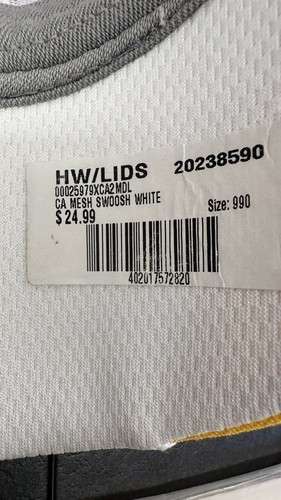 HW/LIDS 20238590
00025979XCA2MDL
CA MESH SWOOSH WHITE
$24.99 Size: 990
402017572820